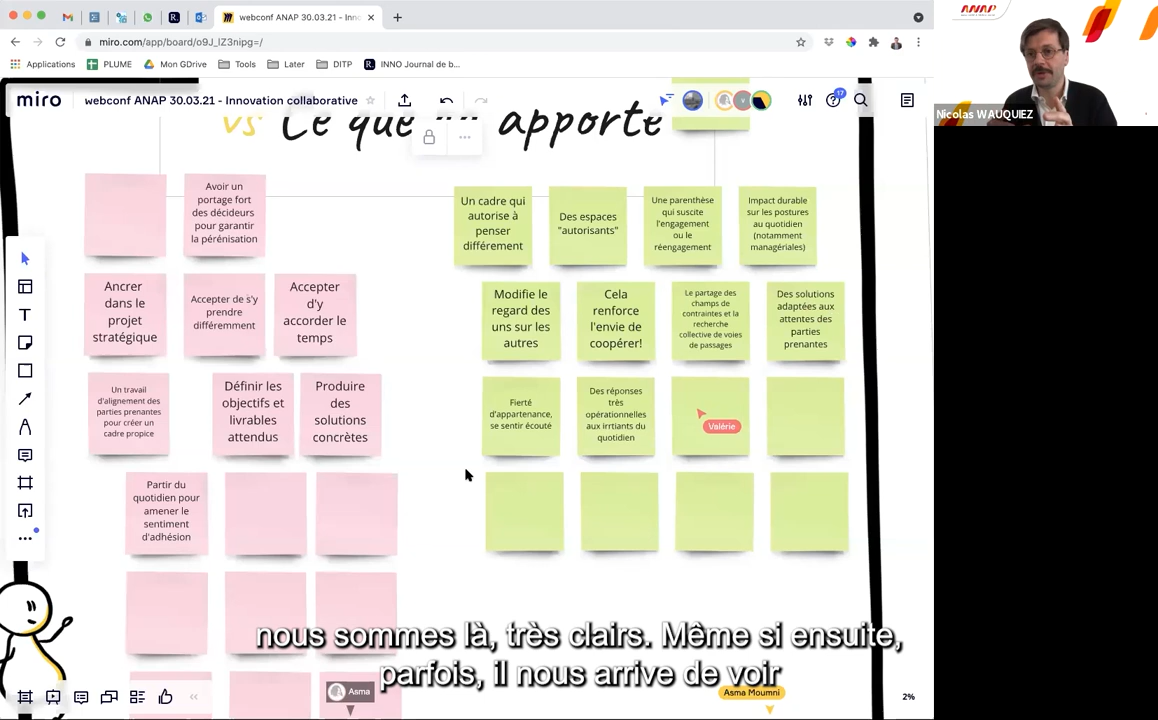 webconf ANAP 30.03.21 - Inno
miro.com/app/board/o9J_lZ3nipg=/
Applications
PLUME
Mon GDrive
Tools
Later
DITP
INNO Journal de b...
miro
webconf ANAP 30.03.21 - Innovation collaborative
17
vs Ce que
apporte
Avoir un
portage fort
des décideurs
pour garantir
la pérénisation
Ancrer
dans le
projet
stratégique
Accepter de s'y
prendre
différemment
Accepter
d'y
accorder le
temps
Un travail
d'alignement des
parties prenantes
pour créer un
cadre propice
Définir les
objectifs et
livrables
attendus
Produire
des
solutions
concrètes
Partir du
quotidien pour
amener le
sentiment
d'adhésion
Un cadre qui
autorise à
penser
différement
Des espaces
"autorisants"
Une parenthèse
qui suscite
l'engagement
ou le
réengagement
Impact durable
sur les postures
au quotidien
(notamment
managériales)
Modifie le
regard des
uns sur les
autres
Cela
renforce
l'envie de
coopérer!
Le partage des
champs de
contraintes et la
recherche
collective de voies
de passages
Des solutions
adaptées aux
attentes des
parties
prenantes
Fierté
d'appartenance,
se sentir écouté
Des réponses
très
opérationnelles
aux irrtiants du
quotidien
Valérie
nous sommes là, très clairs. Même si ensuite,
parfois, il nous arrive de voir
Asma
Asma Moumni
2%
ANAP
Nicolas WAUQUIEZ